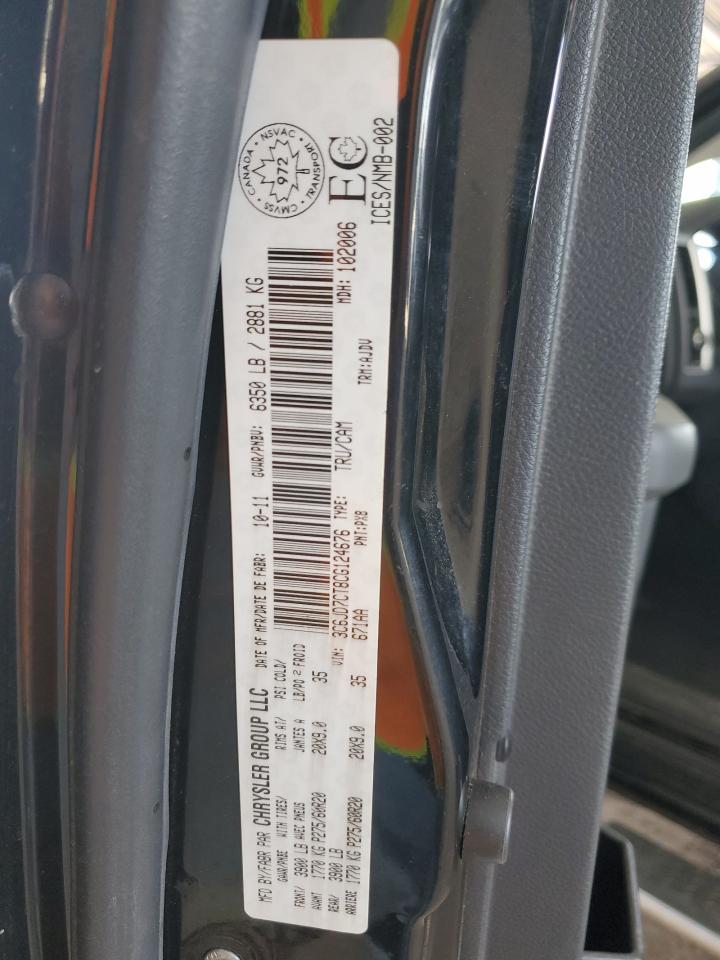 MFD BY/FABR PAR CHRYSLER GROUP LLC DATE OF MFR/DATE DE FABR: 10-11 GVWR/PNBV: 6350 LB / 2881 KG
GAWR/PNBE WITH TIRES/ RIMS AT/ PSI COLD/
FRONT/ 3900 LB AVEC PNEUS JANTES A LB/PO2 FROID
AVANT 1770 KG P275/60R20 20X9.0 35
REAR/ 3900 LB
ARRIERE 1770 KG P275/60R20 20X9.0 35
VIN: 3C6JD7CT8CG124676 TYPE: TRU/CAM MDH: 102006
671AA PNT:PXB TRM:AJDV
CMVSS • CANADA • NSVAC • TRANSPORT •
972
EC
ICES/NMB-002